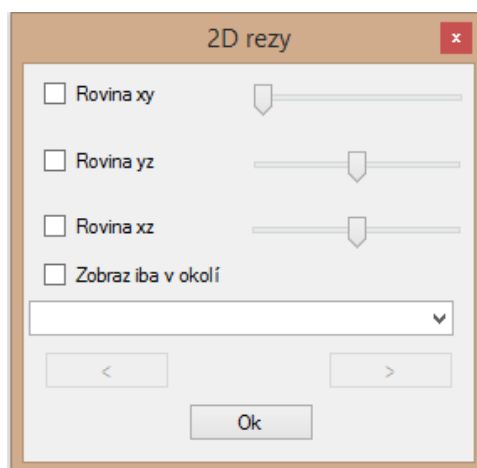 2D rezy
x
Rovina xy
Rovina yz
Rovina xz
Zobraz iba v okolí
< >
Ok